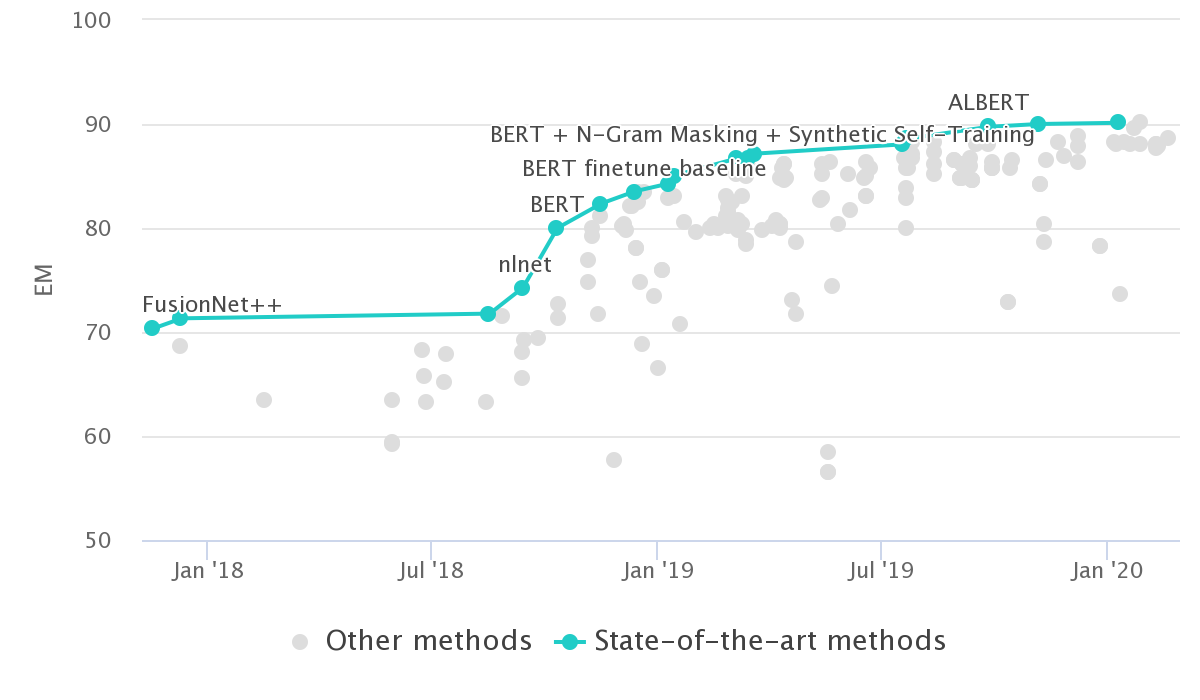 100
90
80
70
60
50
EM
ALBERT
BERT + N-Gram Masking + Synthetic Self-Training
BERT finetune baseline
BERT
nlnet
FusionNet++
Jan '18
Jul '18
Jan '19
Jul '19
Jan '20
Other methods
State-of-the-art methods